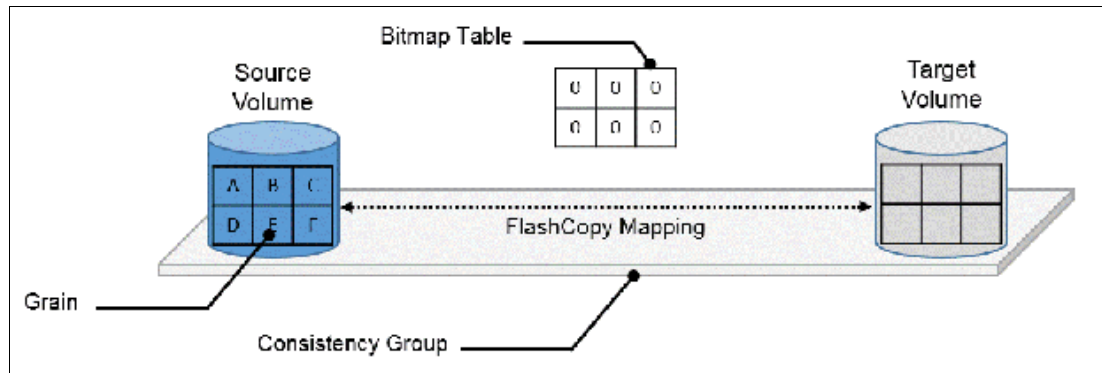 Bitmap Table
Source
Volume
Target
Volume
0 0 0
0 0 0
A B C
D E F
FlashCopy Mapping
Grain
Consistency Group